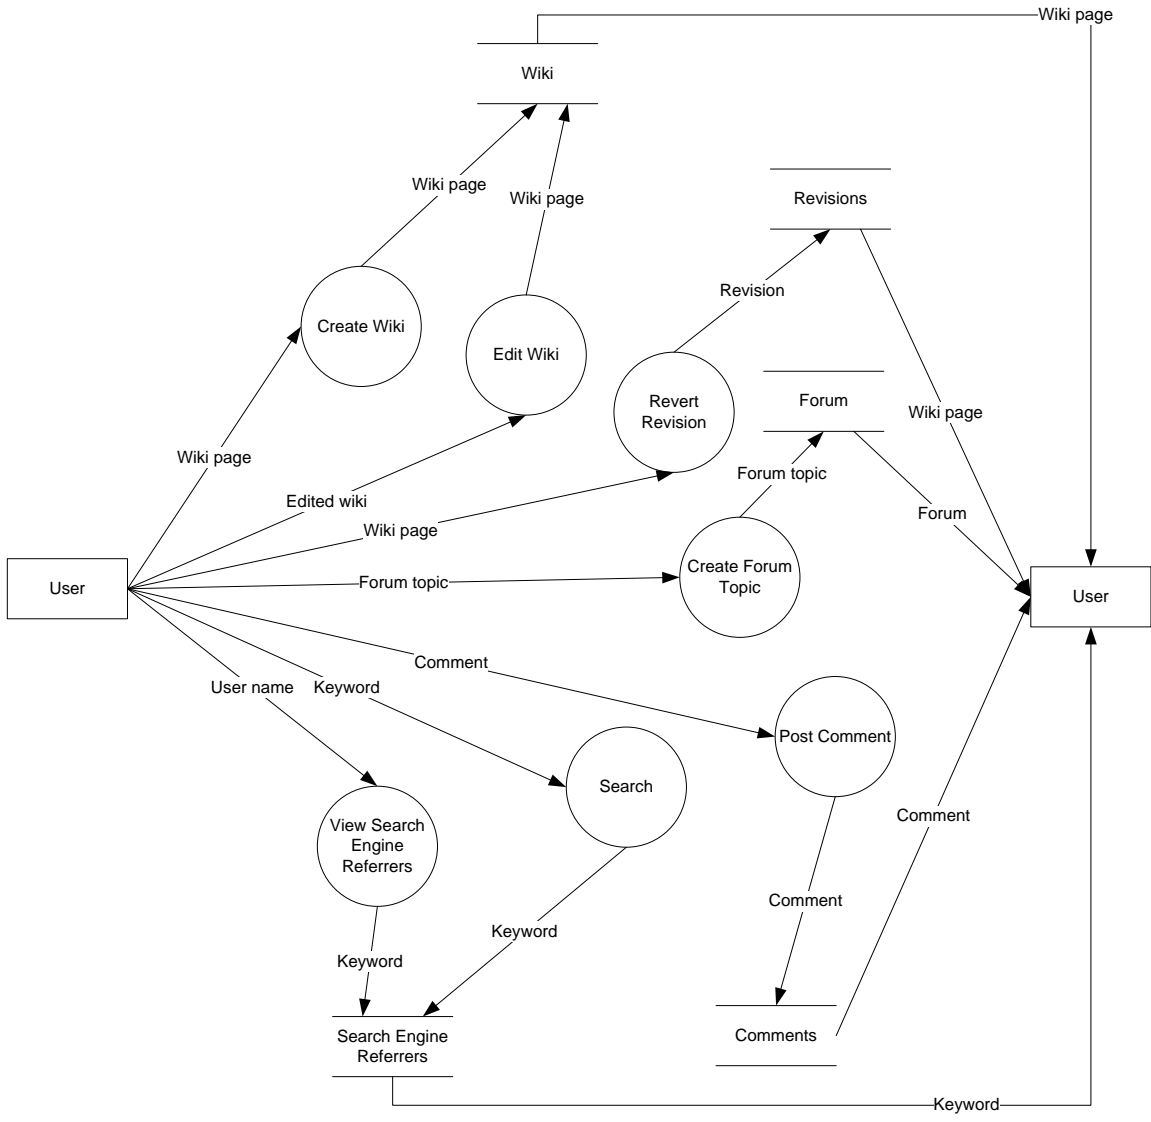 Wiki page
Wiki
Wiki page
Wiki page
Revisions
Revision
Create Wiki
Edit Wiki
Revert
Revision
Forum
Wiki page
Wiki page
Forum topic
Edited wiki
Forum
Wiki page
Create Forum
Topic
Forum topic
User
User
Comment
User name
Keyword
Post Comment
Search
View Search
Engine
Referrers
Comment
Comment
Keyword
Keyword
Search Engine
Referrers
Comments
Keyword